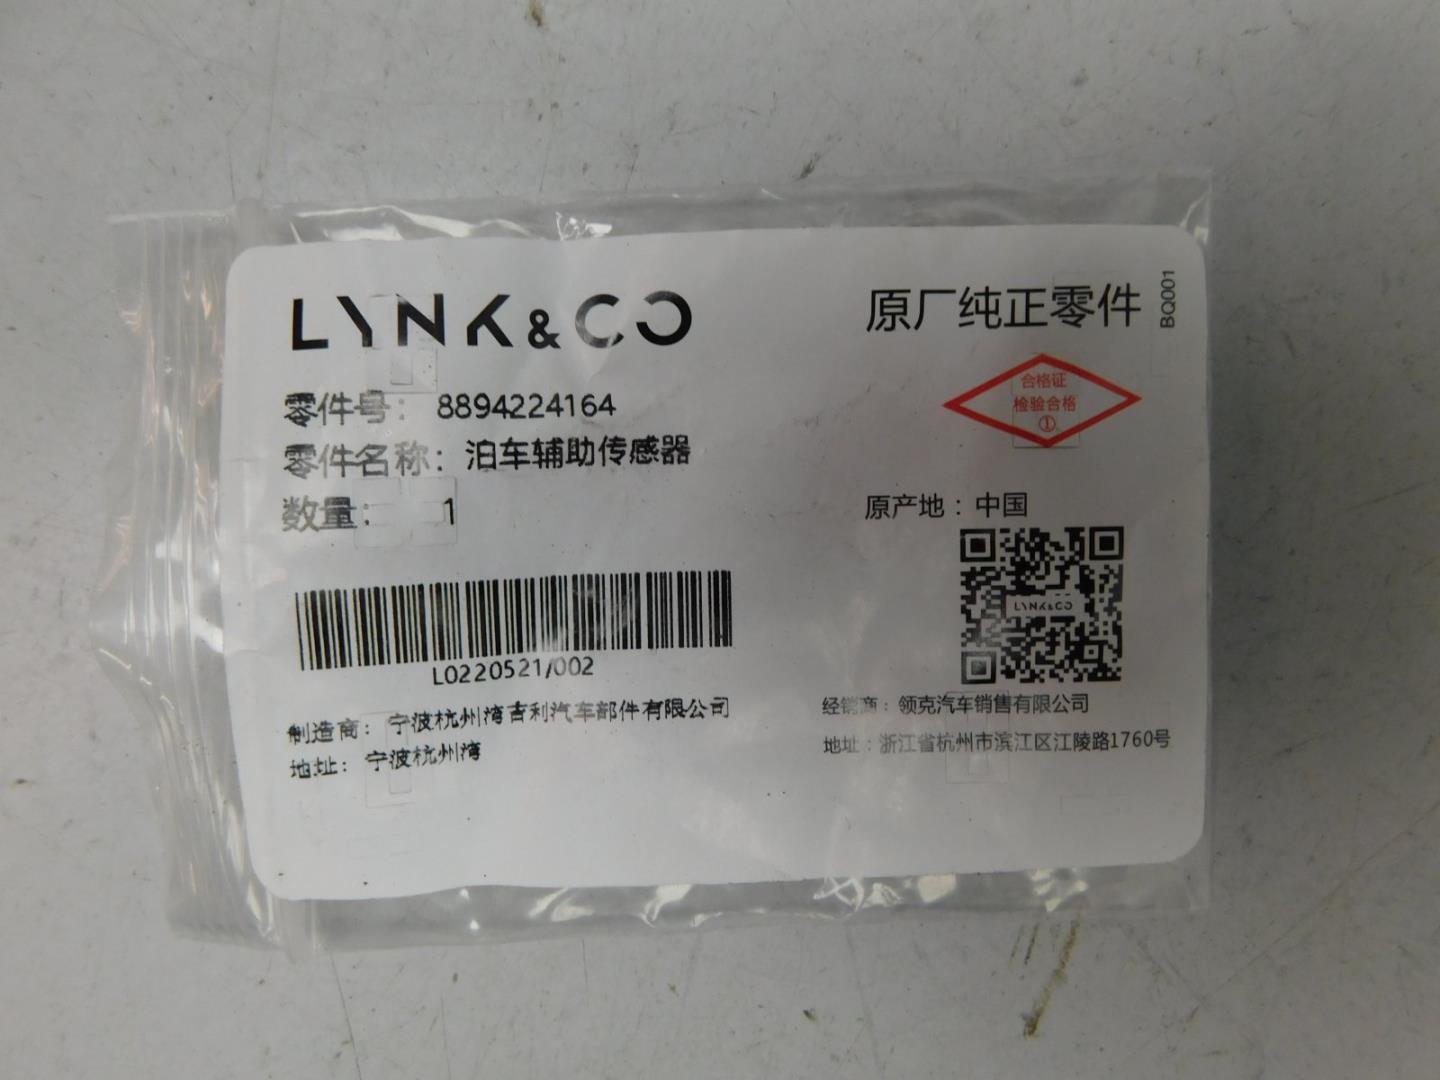 LYNK&CO
原厂纯正零件
BQ001
零件号： 8894224164
零件名称：泊车辅助传感器
数量： 1
合格证
检验合格
①
原产地：中国
LYNK&CO
L0220521/002
制造商： 宁波杭州湾吉利汽车部件有限公司
地址： 宁波杭州湾
经销商：领克汽车销售有限公司
地址：浙江省杭州市滨江区江陵路1760号